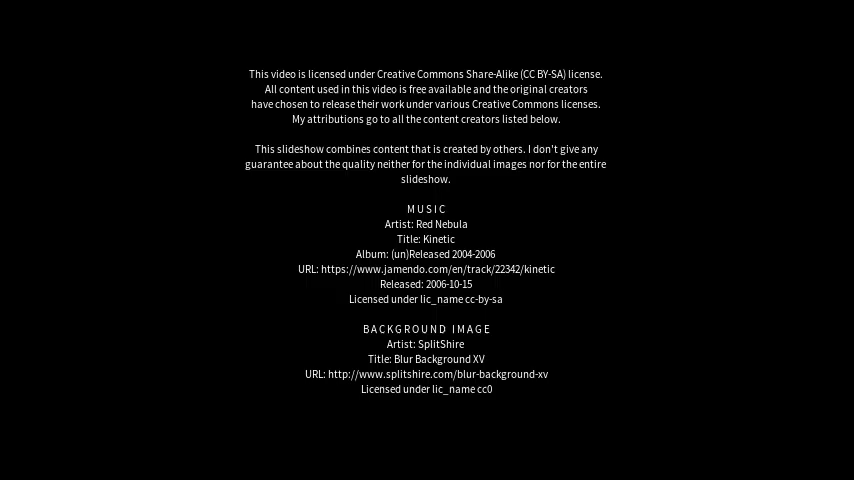 This video is licensed under Creative Commons Share-Alike (CC BY-SA) license.
All content used in this video is free available and the original creators
have chosen to release their work under various Creative Commons licenses.
My attributions go to all the content creators listed below.
This slideshow combines content that is created by others. I don't give any
guarantee about the quality neither for the individual images nor for the entire
slideshow.
MUSIC
Artist: Red Nebula
Title: Kinetic
Album: (un)Released 2004-2006
URL: https://www.jamendo.com/en/track/22342/kinetic
Released: 2006-10-15
Licensed under lic_name cc-by-sa
BACKGROUND IMAGE
Artist: SplitShire
Title: Blur Background XV
URL: http://www.splitshire.com/blur-background-xv
Licensed under lic_name cc0